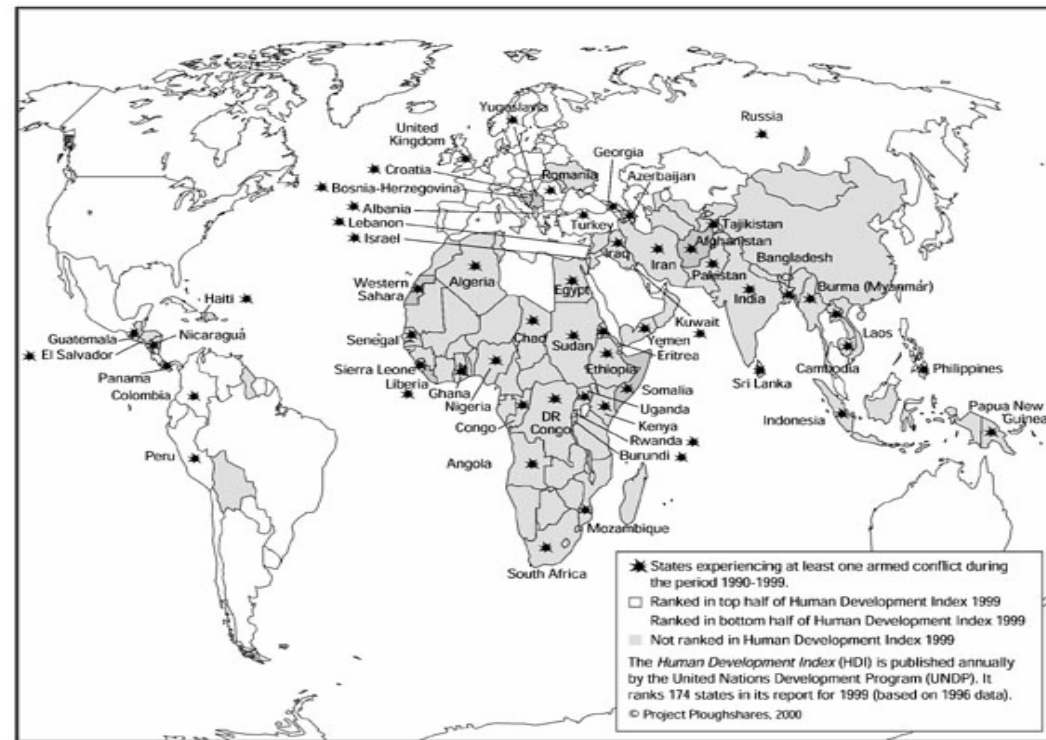 Yugoslavia
United
Kingdom
Russia
Croatia
Georgia
Romania
Azerbaijan
Bosnia-Herzegovina
Albania
Turkey
Tajikistan
Lebanon
Afghanistan
Israel
Iraq
Iran
Bangladesh
Pakistan
Algeria
Western
Sahara
Egypt
India
Burma (Myanmar)
Haiti
Kuwait
Guatemala
Nicaragua
Senegal
Chad
Sudan
Yemen
Eritrea
Laos
El Salvador
Panama
Sierra Leone
Ethiopia
Cambodia
Philippines
Liberia
Ghana
Somalia
Sri Lanka
Colombia
Nigeria
Uganda
Indonesia
Papua New
Guinea
Congo
DR
Congo
Kenya
Rwanda
Peru
Angola
Burundi
Mozambique
South Africa
States experiencing at least one armed conflict during
the period 1990-1999.
Ranked in top half of Human Development Index 1999
Ranked in bottom half of Human Development Index 1999
Not ranked in Human Development Index 1999
The Human Development Index (HDI) is published annually
by the United Nations Development Program (UNDP). It
ranks 174 states in its report for 1999 (based on 1996 data).
© Project Ploughshares, 2000